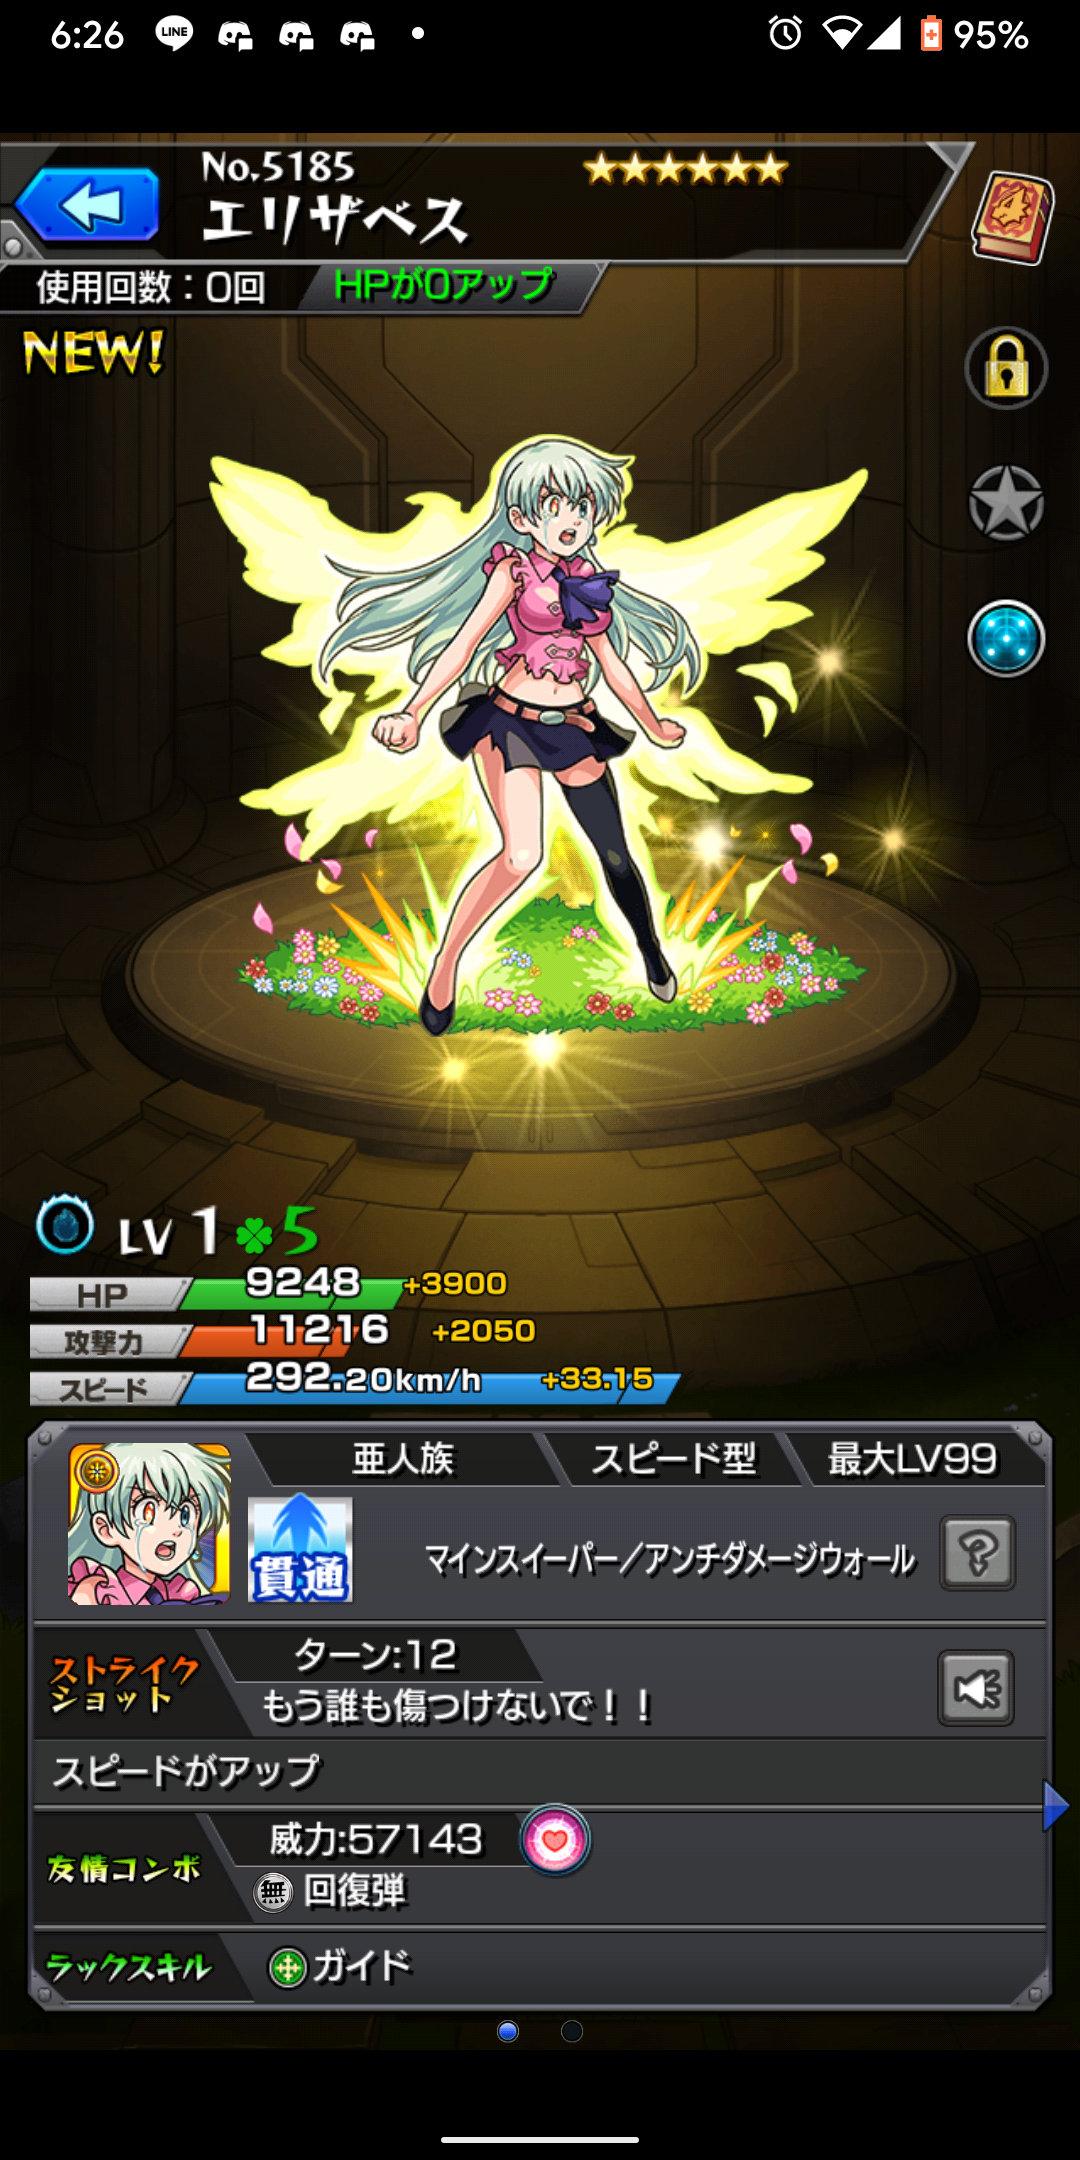 6:26 LINE 95%
No.5185
エリザベス
使用回数：0回 HPが0アップ
NEW!
LV 1 5
HP 9248 +3900
攻撃力 11216 +2050
スピード 292.20km/h +33.15
亜人族 スピード型 最大LV99
貫通 マインスイーパー／アンチダメージウォール
ストライクショット ターン:12
もう誰も傷つけないで！！
スピードがアップ
友情コンボ 威力:57143
無 回復弾
ラックスキル ガイド